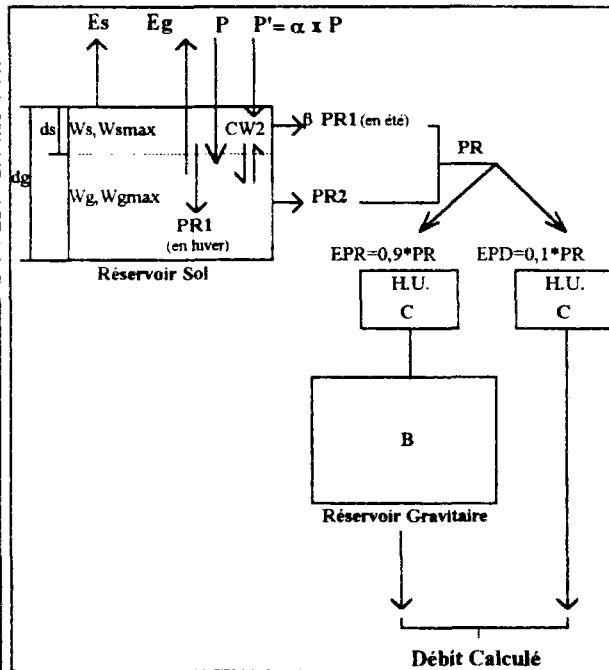 Es Eg P P'= α x P
ds Ws, Wsmax CW2 β PR1 (en été)
dg
PR
Wg, Wgmax PR2
PR1
(en hiver)
Réservoir Sol
EPR=0,9*PR EPD=0,1*PR
H.U. H.U.
C C
B
Réservoir Gravitaire
Débit Calculé